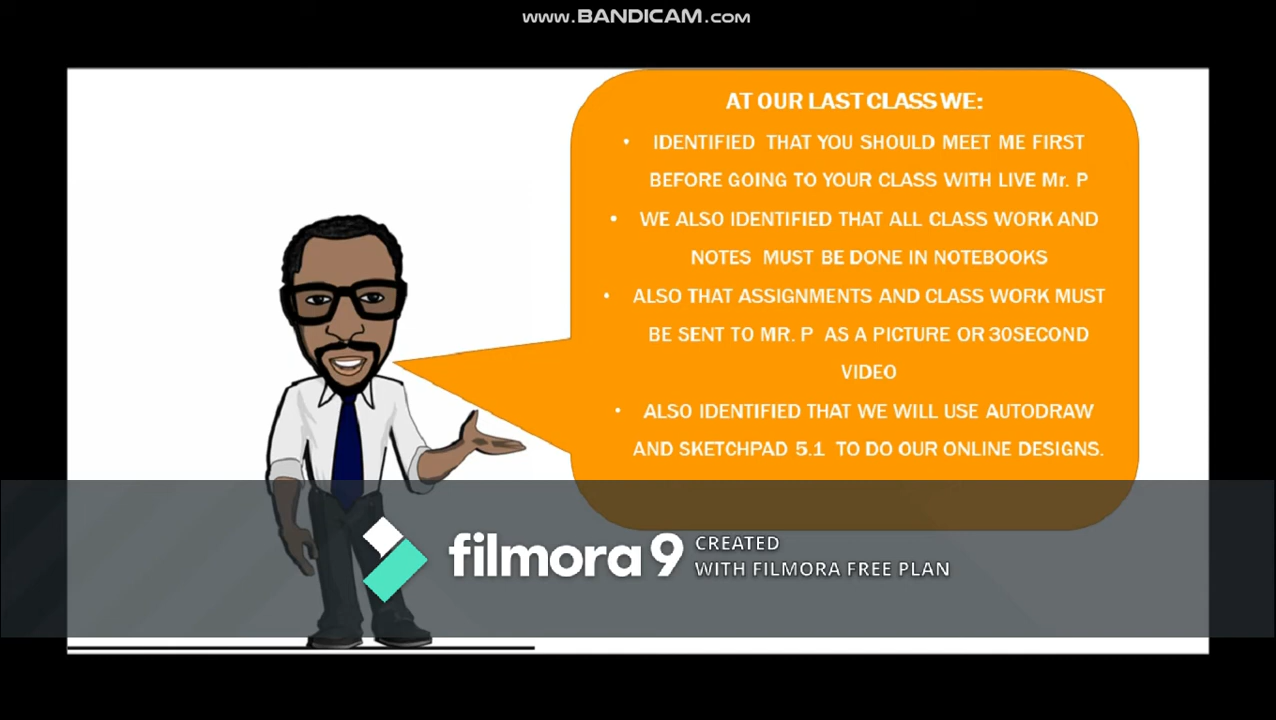 www.BANDICAM.com
AT OUR LAST CLASS WE:
• IDENTIFIED THAT YOU SHOULD MEET ME FIRST
BEFORE GOING TO YOUR CLASS WITH LIVE Mr. P
• WE ALSO IDENTIFIED THAT ALL CLASS WORK AND
NOTES MUST BE DONE IN NOTEBOOKS
• ALSO THAT ASSIGNMENTS AND CLASS WORK MUST
BE SENT TO MR. P AS A PICTURE OR 30SECOND
VIDEO
• ALSO IDENTIFIED THAT WE WILL USE AUTODRAW
AND SKETCHPAD 5.1 TO DO OUR ONLINE DESIGNS.
filmora 9 CREATED
WITH FILMORA FREE PLAN